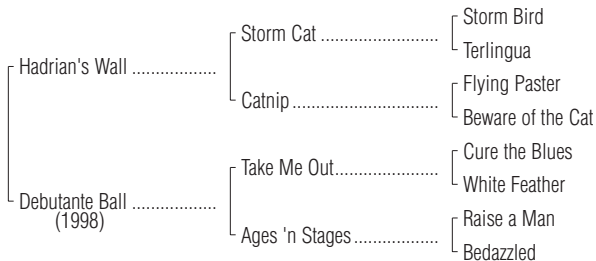 Storm Bird
Storm Cat ......................
Terlingua
Hadrian's Wall ................
Flying Paster
Catnip ...........................
Beware of the Cat
Cure the Blues
Take Me Out...................
White Feather
Debutante Ball ................
(1998)
Raise a Man
Ages 'n Stages ................
Bedazzled